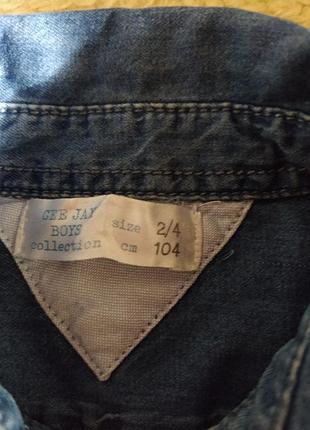 GEE JAY
BOYS
collection
size 2/4
cm 104